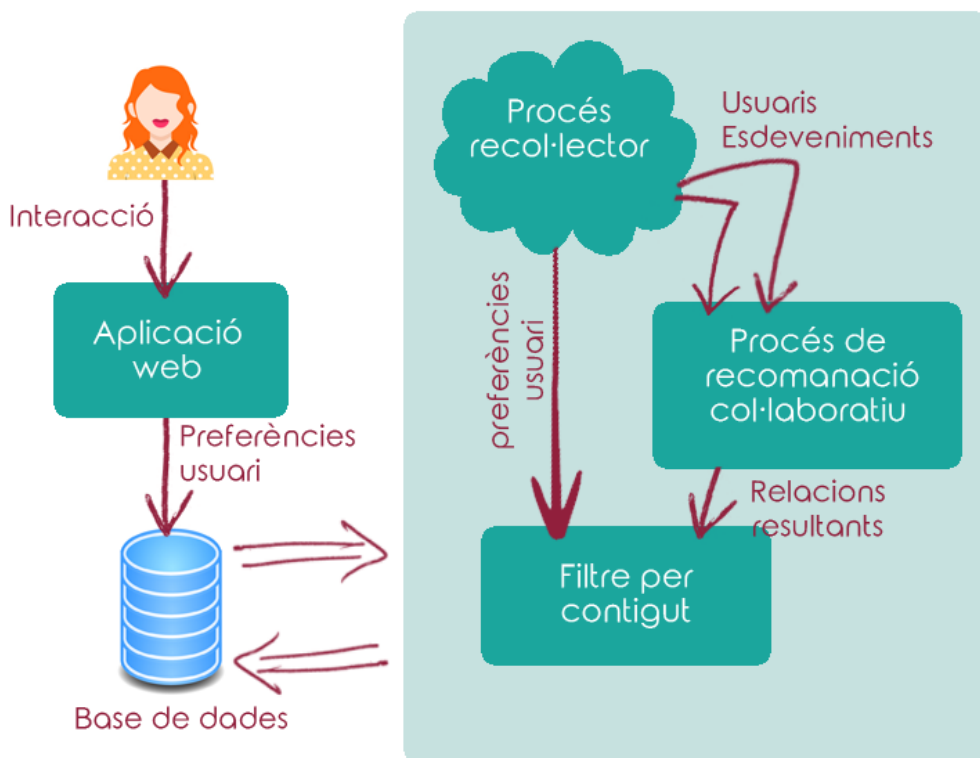 Interacció
Aplicació
web
Preferències
usuari
Base de dades
Procés
recol·lector
Usuaris
Esdeveniments
preferències
usuari
Procés de
recomanació
col·laboratiu
Relacions
resultants
Filtre per
contigut